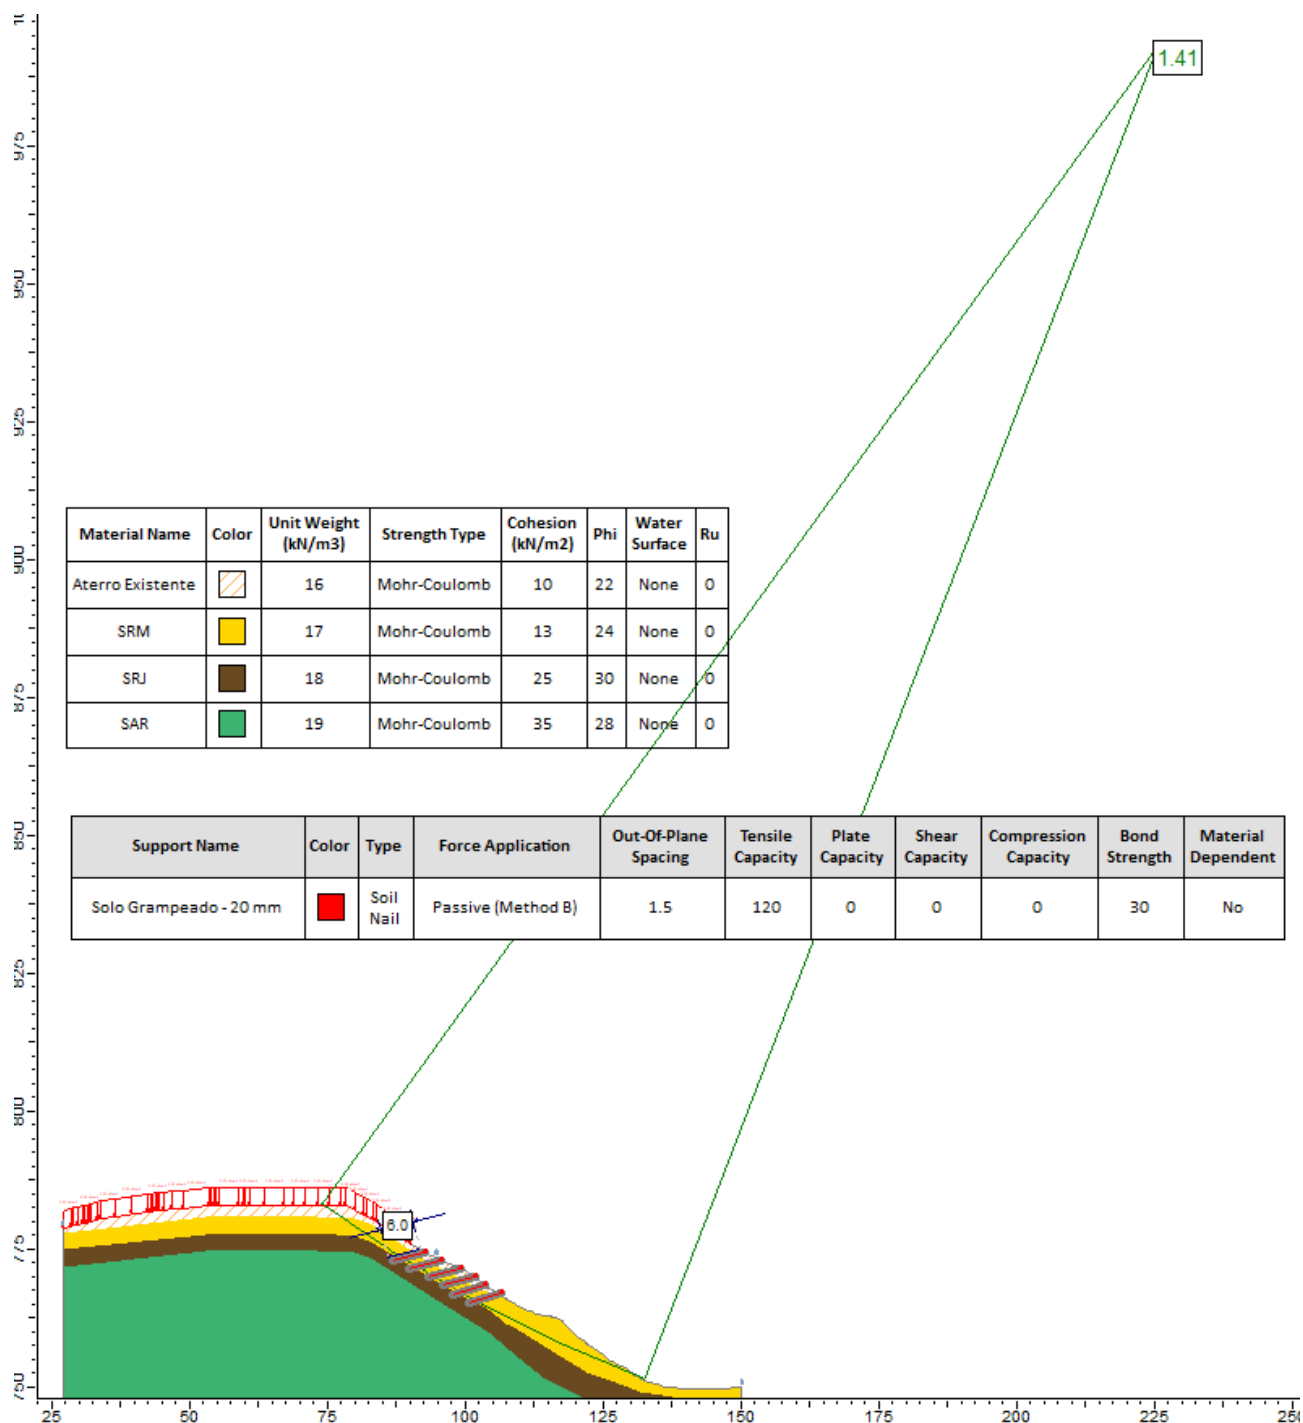 1.41
975
950
925
900
875
850
825
800
775
750
Material Name Color Unit Weight (kN/m3) Strength Type Cohesion (kN/m2) Phi Water Surface Ru
Aterro Existente 16 Mohr-Coulomb 10 22 None 0
SRM 17 Mohr-Coulomb 13 24 None 0
SRJ 18 Mohr-Coulomb 25 30 None 0
SAR 19 Mohr-Coulomb 35 28 None 0
Support Name Color Type Force Application Out-Of-Plane Spacing Tensile Capacity Plate Capacity Shear Capacity Compression Capacity Bond Strength Material Dependent
Solo Grampeado - 20 mm Soil Nail Passive (Method B) 1.5 120 0 0 0 30 No
6.0
25 50 75 100 125 150 175 200 225